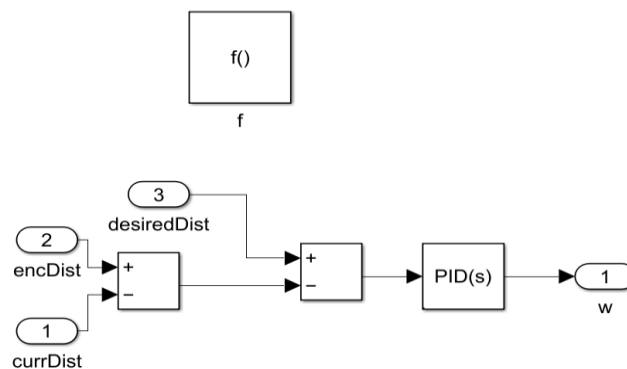 f()
f
3
desiredDist
2
encDist
+
−
+
−
PID(s)
1
w
1
currDist